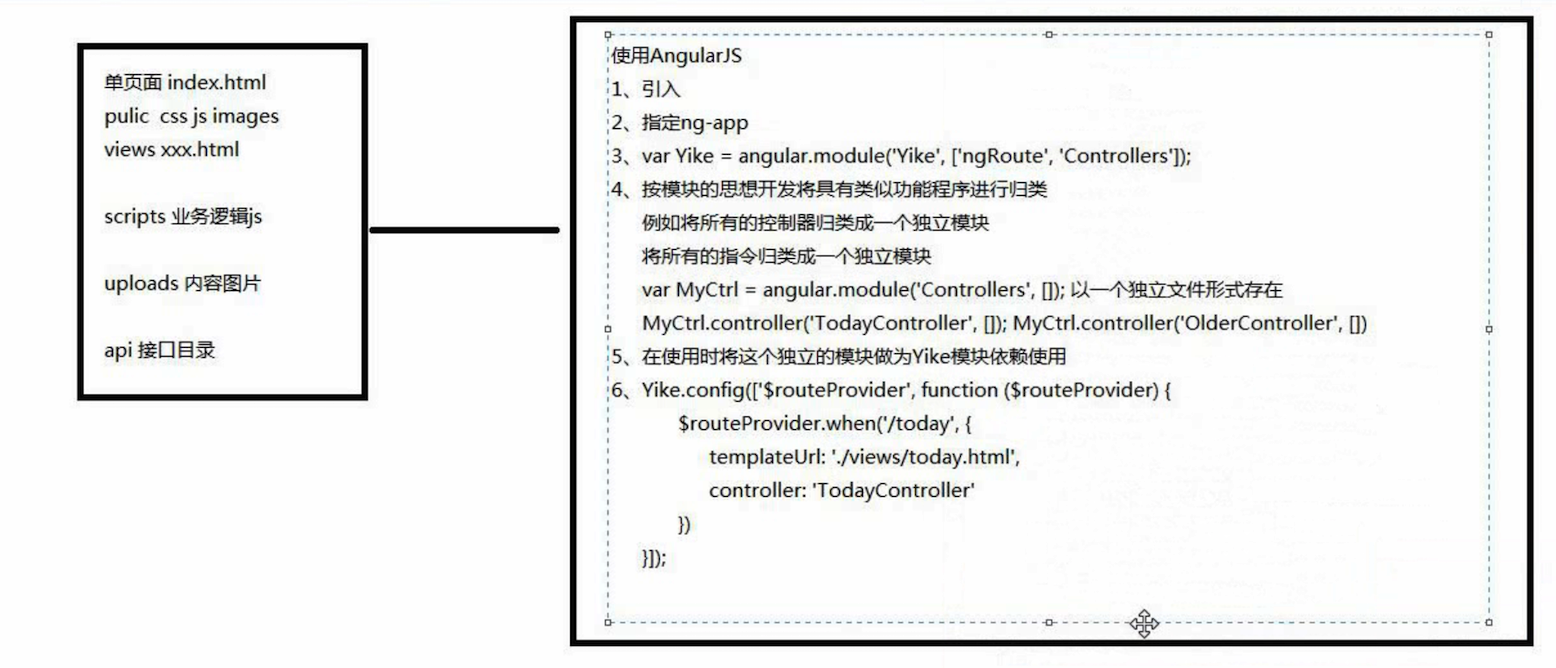 单页面 index.html
pulic css js images
views xxx.html
scripts 业务逻辑js
uploads 内容图片
api 接口目录
使用AngularJS
1、引入
2、指定ng-app
3、var Yike = angular.module('Yike', ['ngRoute', 'Controllers']);
4、按模块的思想开发将具有类似功能程序进行归类
例如将所有的控制器归类成一个独立模块
将所有的指令归类成一个独立模块
var MyCtrl = angular.module('Controllers', []); 以一个独立文件形式存在
MyCtrl.controller('TodayController', []); MyCtrl.controller('OlderController', [])
5、在使用时将这个独立的模块做为Yike模块依赖使用
6、Yike.config(['$routeProvider', function ($routeProvider) {
$routeProvider.when('/today', {
templateUrl: './views/today.html',
controller: 'TodayController'
})
}]);